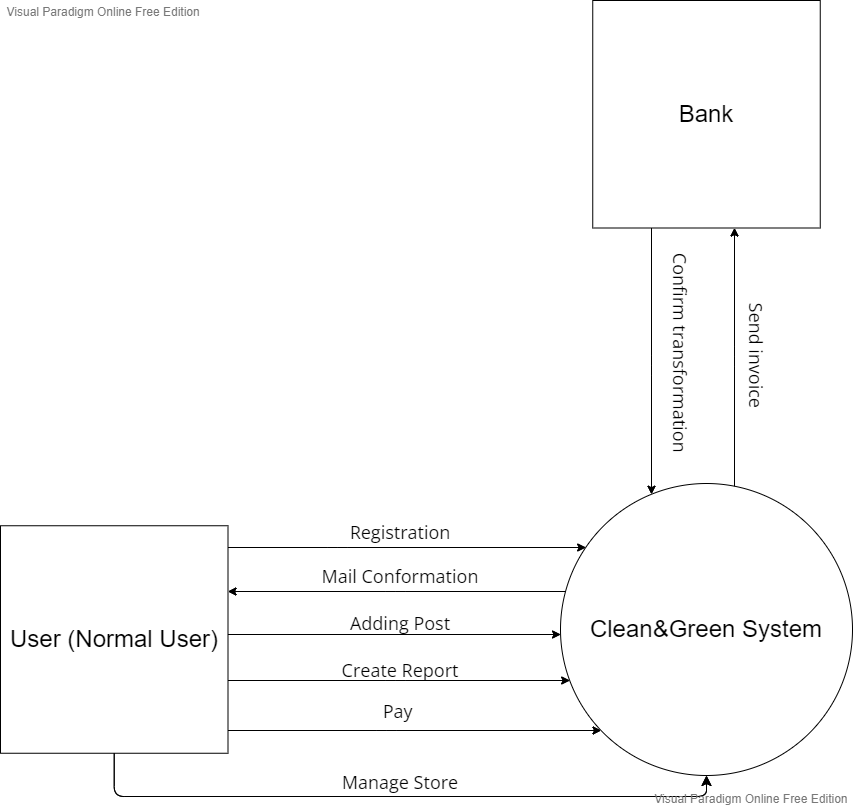 Visual Paradigm Online Free Edition
Bank
Confirm transformation
Send invoice
Registration
Mail Conformation
Adding Post
User (Normal User)
Clean&Green System
Create Report
Pay
Manage Store
Visual Paradigm Online Free Edition